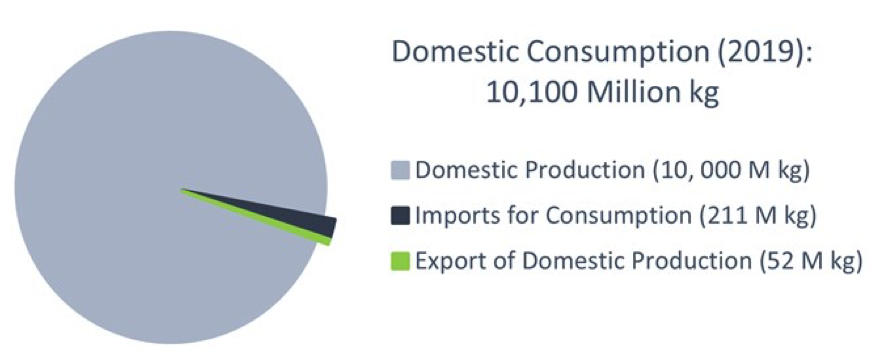 Domestic Consumption (2019):
10,100 Million kg
Domestic Production (10, 000 M kg)
Imports for Consumption (211 M kg)
Export of Domestic Production (52 M kg)